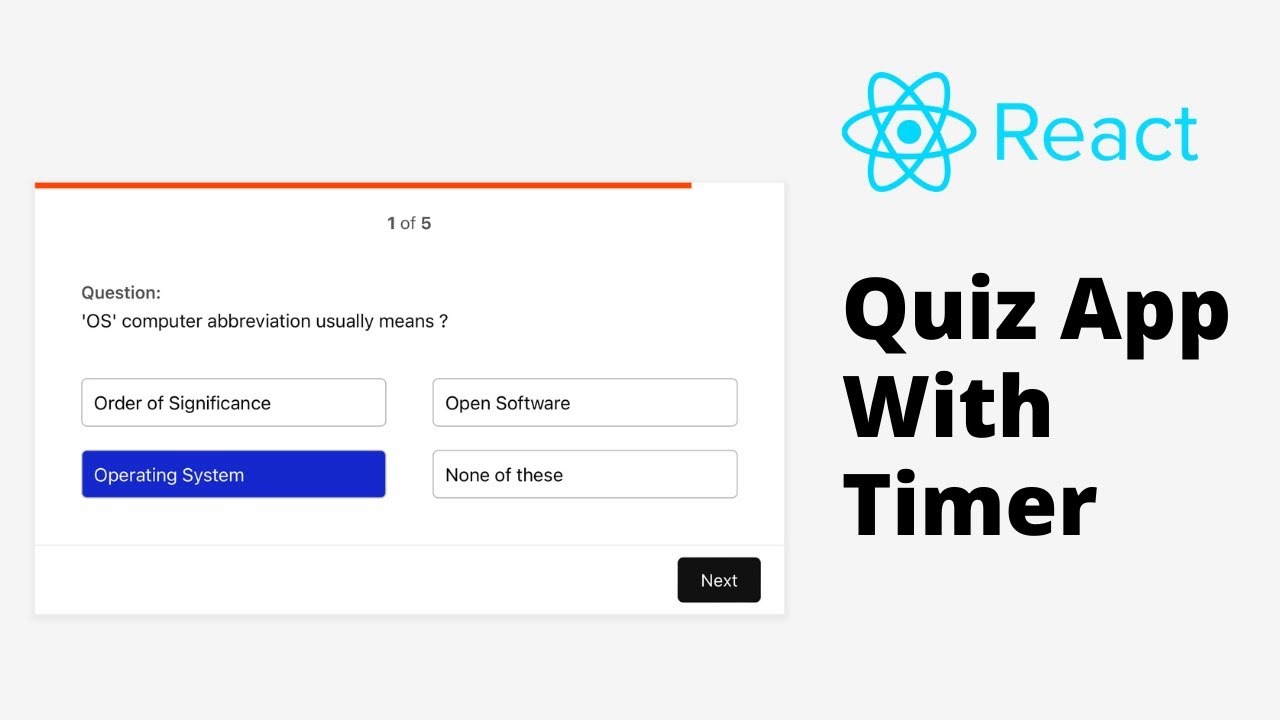 React
1 of 5
Question:
'OS' computer abbreviation usually means ?
Order of Significance
Open Software
Operating System
None of these
Next
Quiz App
With
Timer